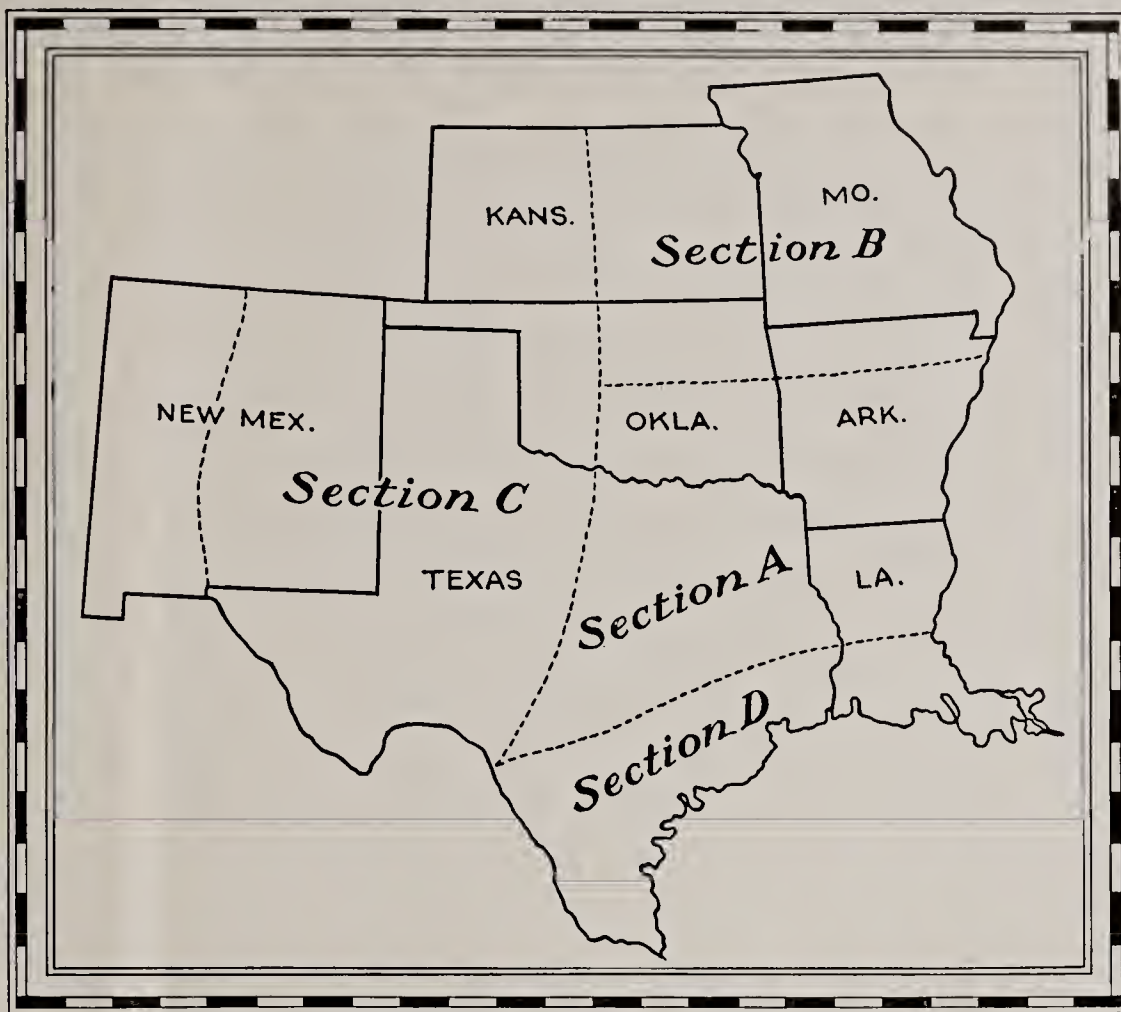 MO.
KANS.
Section B
NEW MEX.
OKLA.
ARK.
Section C
TEXAS
Section A
LA.
Section D